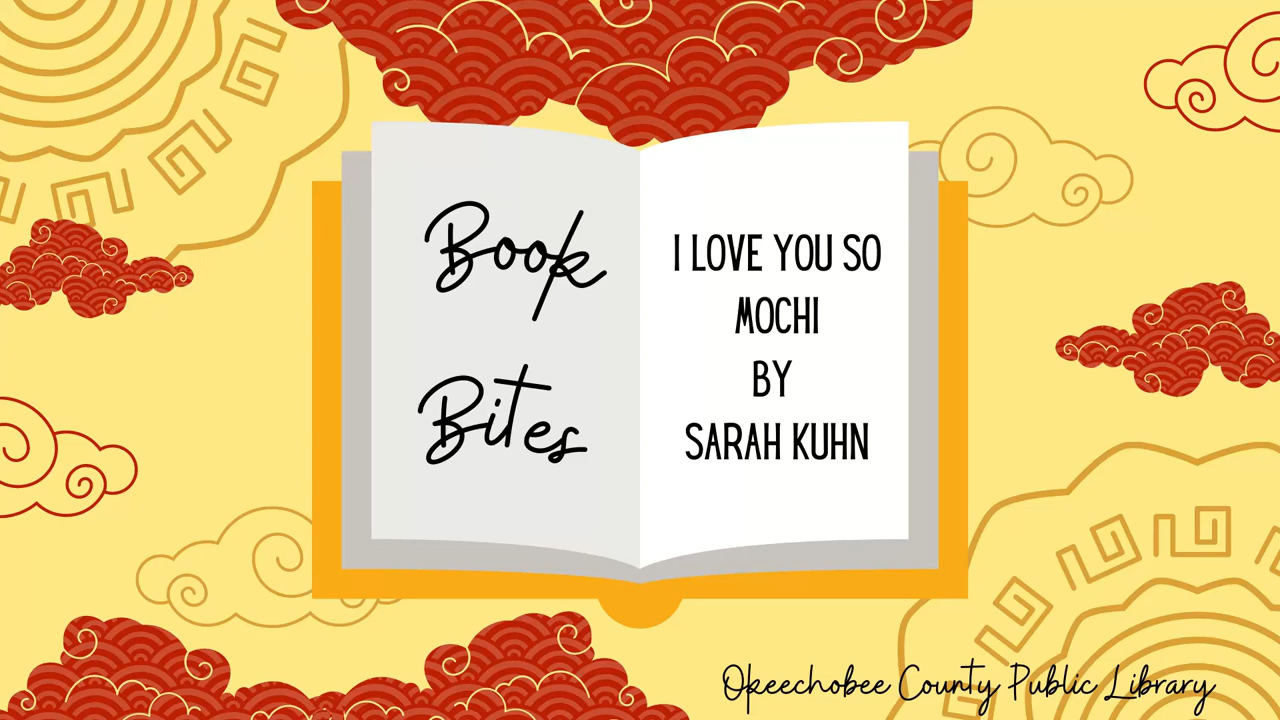 Book
Bites
I LOVE YOU SO
MOCHI
BY
SARAH KUHN
Okeechobee County Public Library